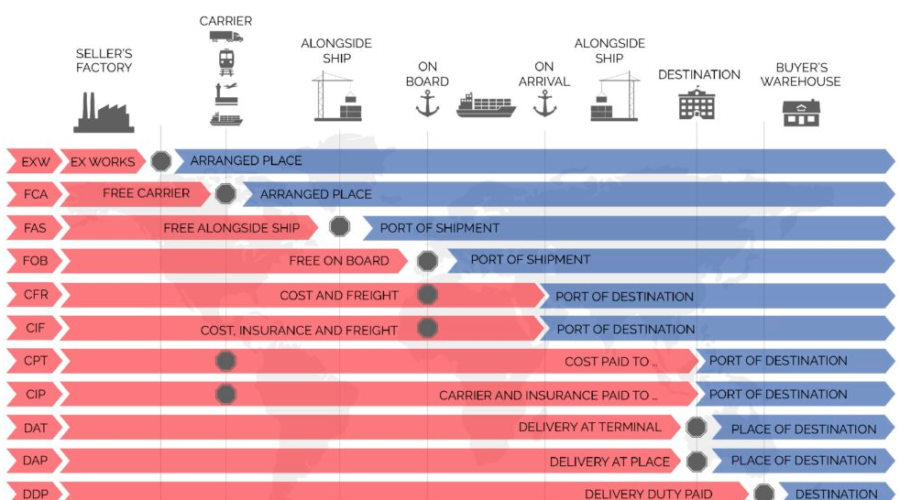 CARRIER
SELLER'S
FACTORY
ALONGSIDE
SHIP
ON
BOARD
ON
ARRIVAL
ALONGSIDE
SHIP
DESTINATION
BUYER'S
WAREHOUSE
EXW EX WORKS ARRANGED PLACE
FCA FREE CARRIER ARRANGED PLACE
FAS FREE ALONGSIDE SHIP PORT OF SHIPMENT
FOB FREE ON BOARD PORT OF SHIPMENT
CFR COST AND FREIGHT PORT OF DESTINATION
CIF COST, INSURANCE AND FREIGHT PORT OF DESTINATION
CPT COST PAID TO ... PORT OF DESTINATION
CIP CARRIER AND INSURANCE PAID TO ... PORT OF DESTINATION
DAT DELIVERY AT TERMINAL PLACE OF DESTINATION
DAP DELIVERY AT PLACE PLACE OF DESTINATION
DDP DELIVERY DUTY PAID DESTINATION